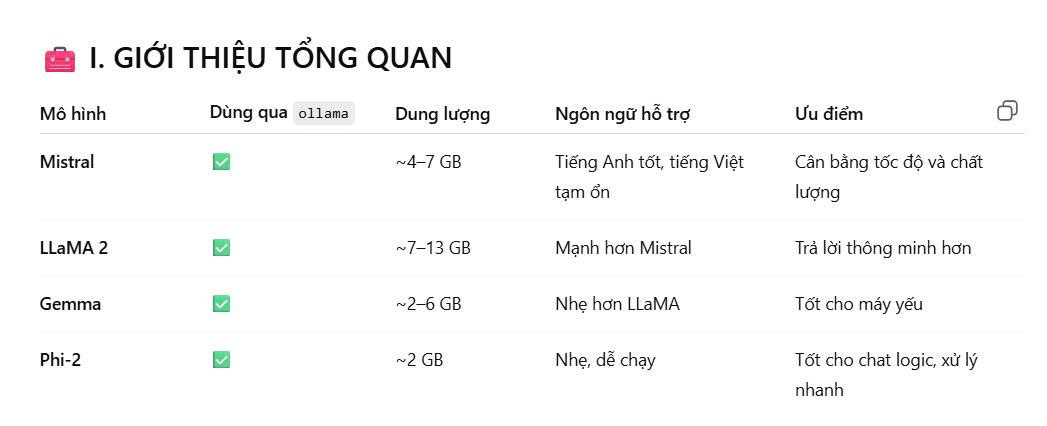 🧰 I. GIỚI THIỆU TỔNG QUAN
Mô hình Dùng qua ollama Dung lượng Ngôn ngữ hỗ trợ Ưu điểm
Mistral ✅ ~4–7 GB Tiếng Anh tốt, tiếng Việt Cân bằng tốc độ và chất
tạm ổn lượng
LLaMA 2 ✅ ~7–13 GB Mạnh hơn Mistral Trả lời thông minh hơn
Gemma ✅ ~2–6 GB Nhẹ hơn LLaMA Tốt cho máy yếu
Phi-2 ✅ ~2 GB Nhẹ, dễ chạy Tốt cho chat logic, xử lý
nhanh